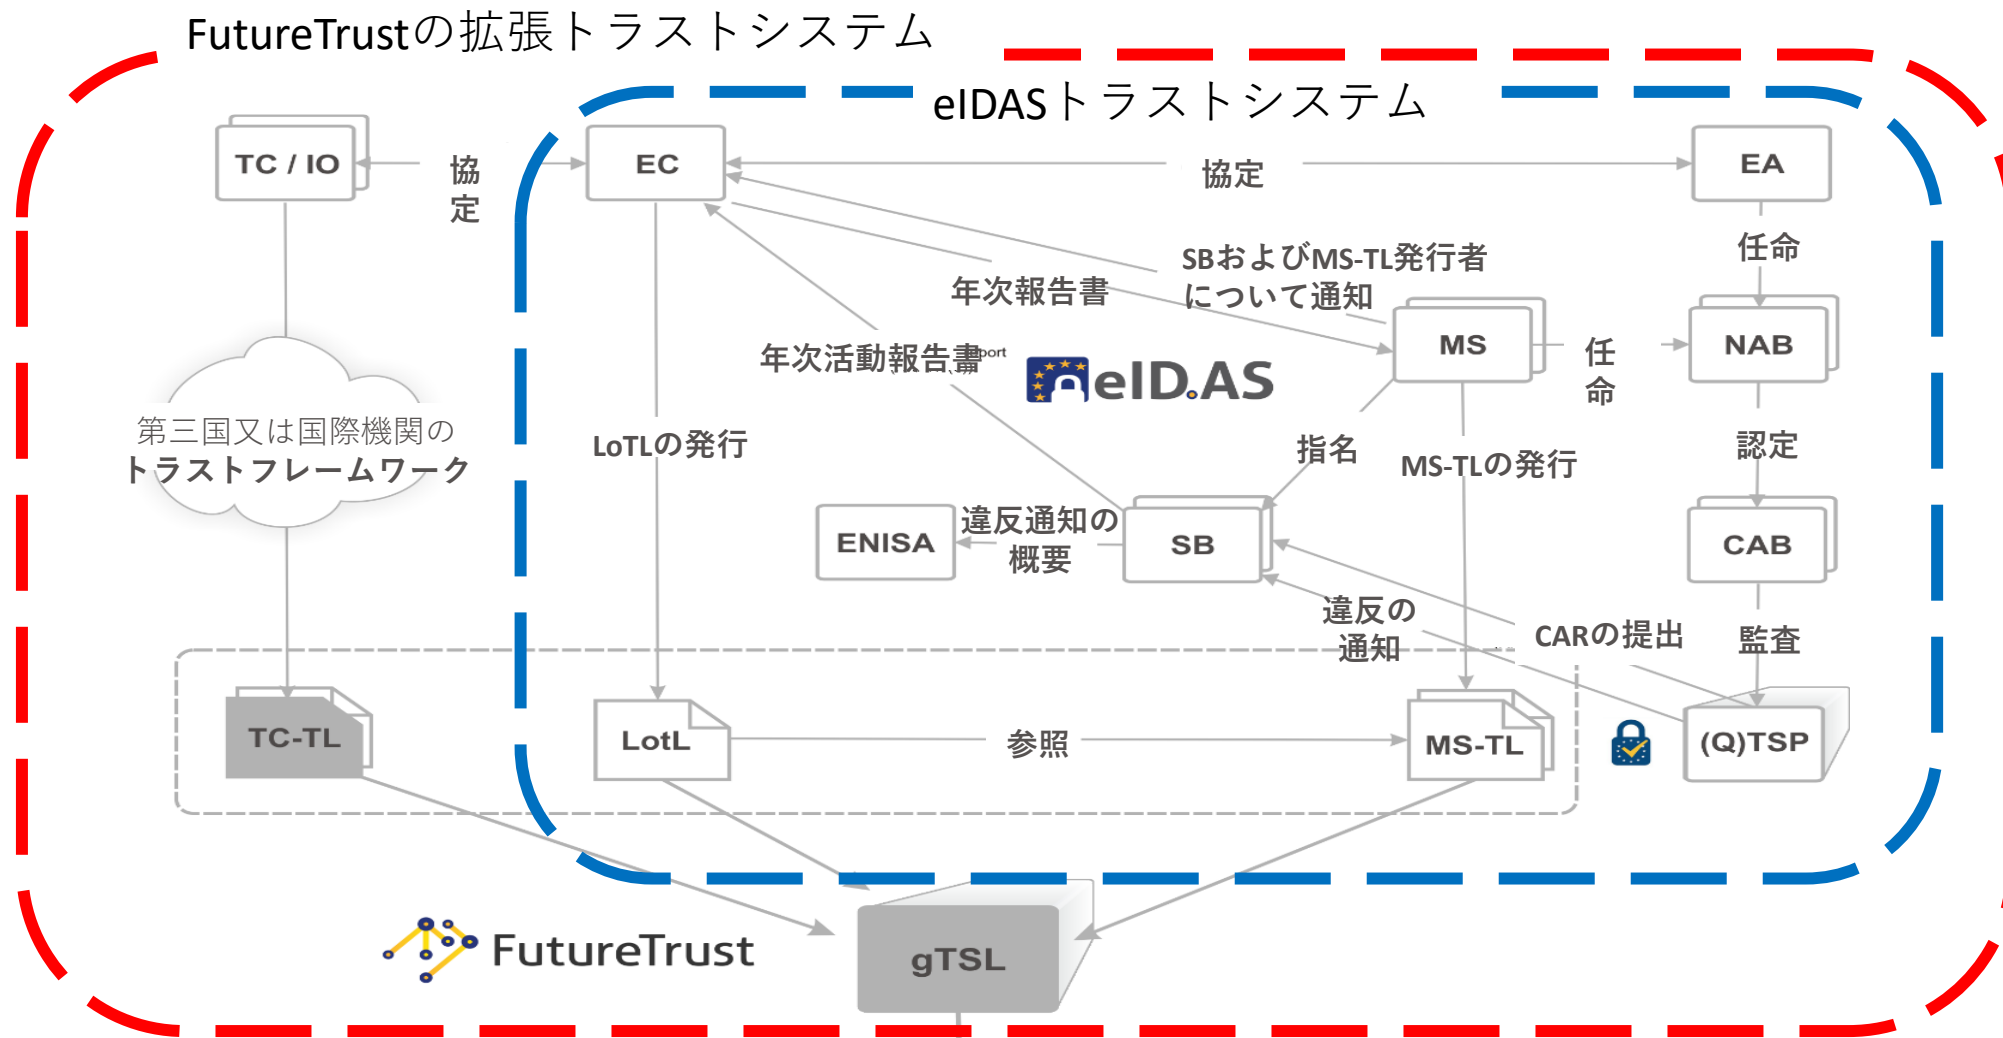 FutureTrustの拡張トラストシステム
eIDASトラストシステム
TC / IO
協
定
EC
協定
EA
任命
SBおよびMS-TL発行者
について通知
年次報告書
年次活動報告書
MS
任
命
NAB
eID.AS
第三国又は国際機関の
トラストフレームワーク
LoTLの発行
指名
MS-TLの発行
認定
ENISA
違反通知の
概要
SB
CAB
違反の
通知
CARの提出
監査
TC-TL
LotL
参照
MS-TL
(Q)TSP
FutureTrust
gTSL